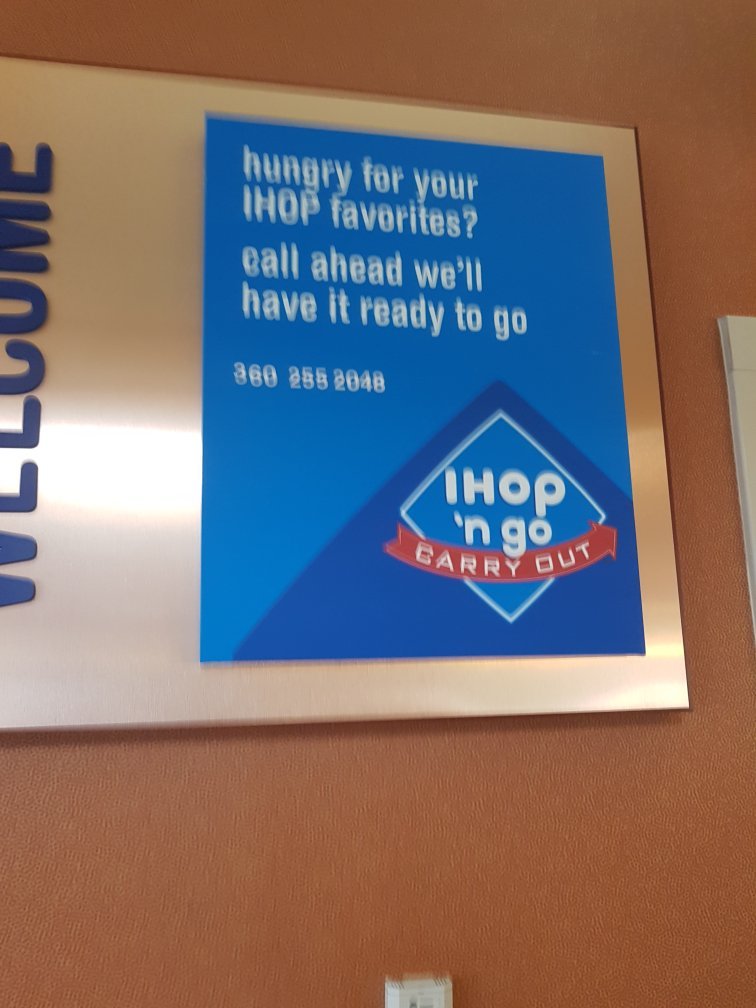 WELCOME
hungry for your
IHOP favorites?
call ahead we'll
have it ready to go
360 255 2048
IHOP
'n go
CARRY OUT